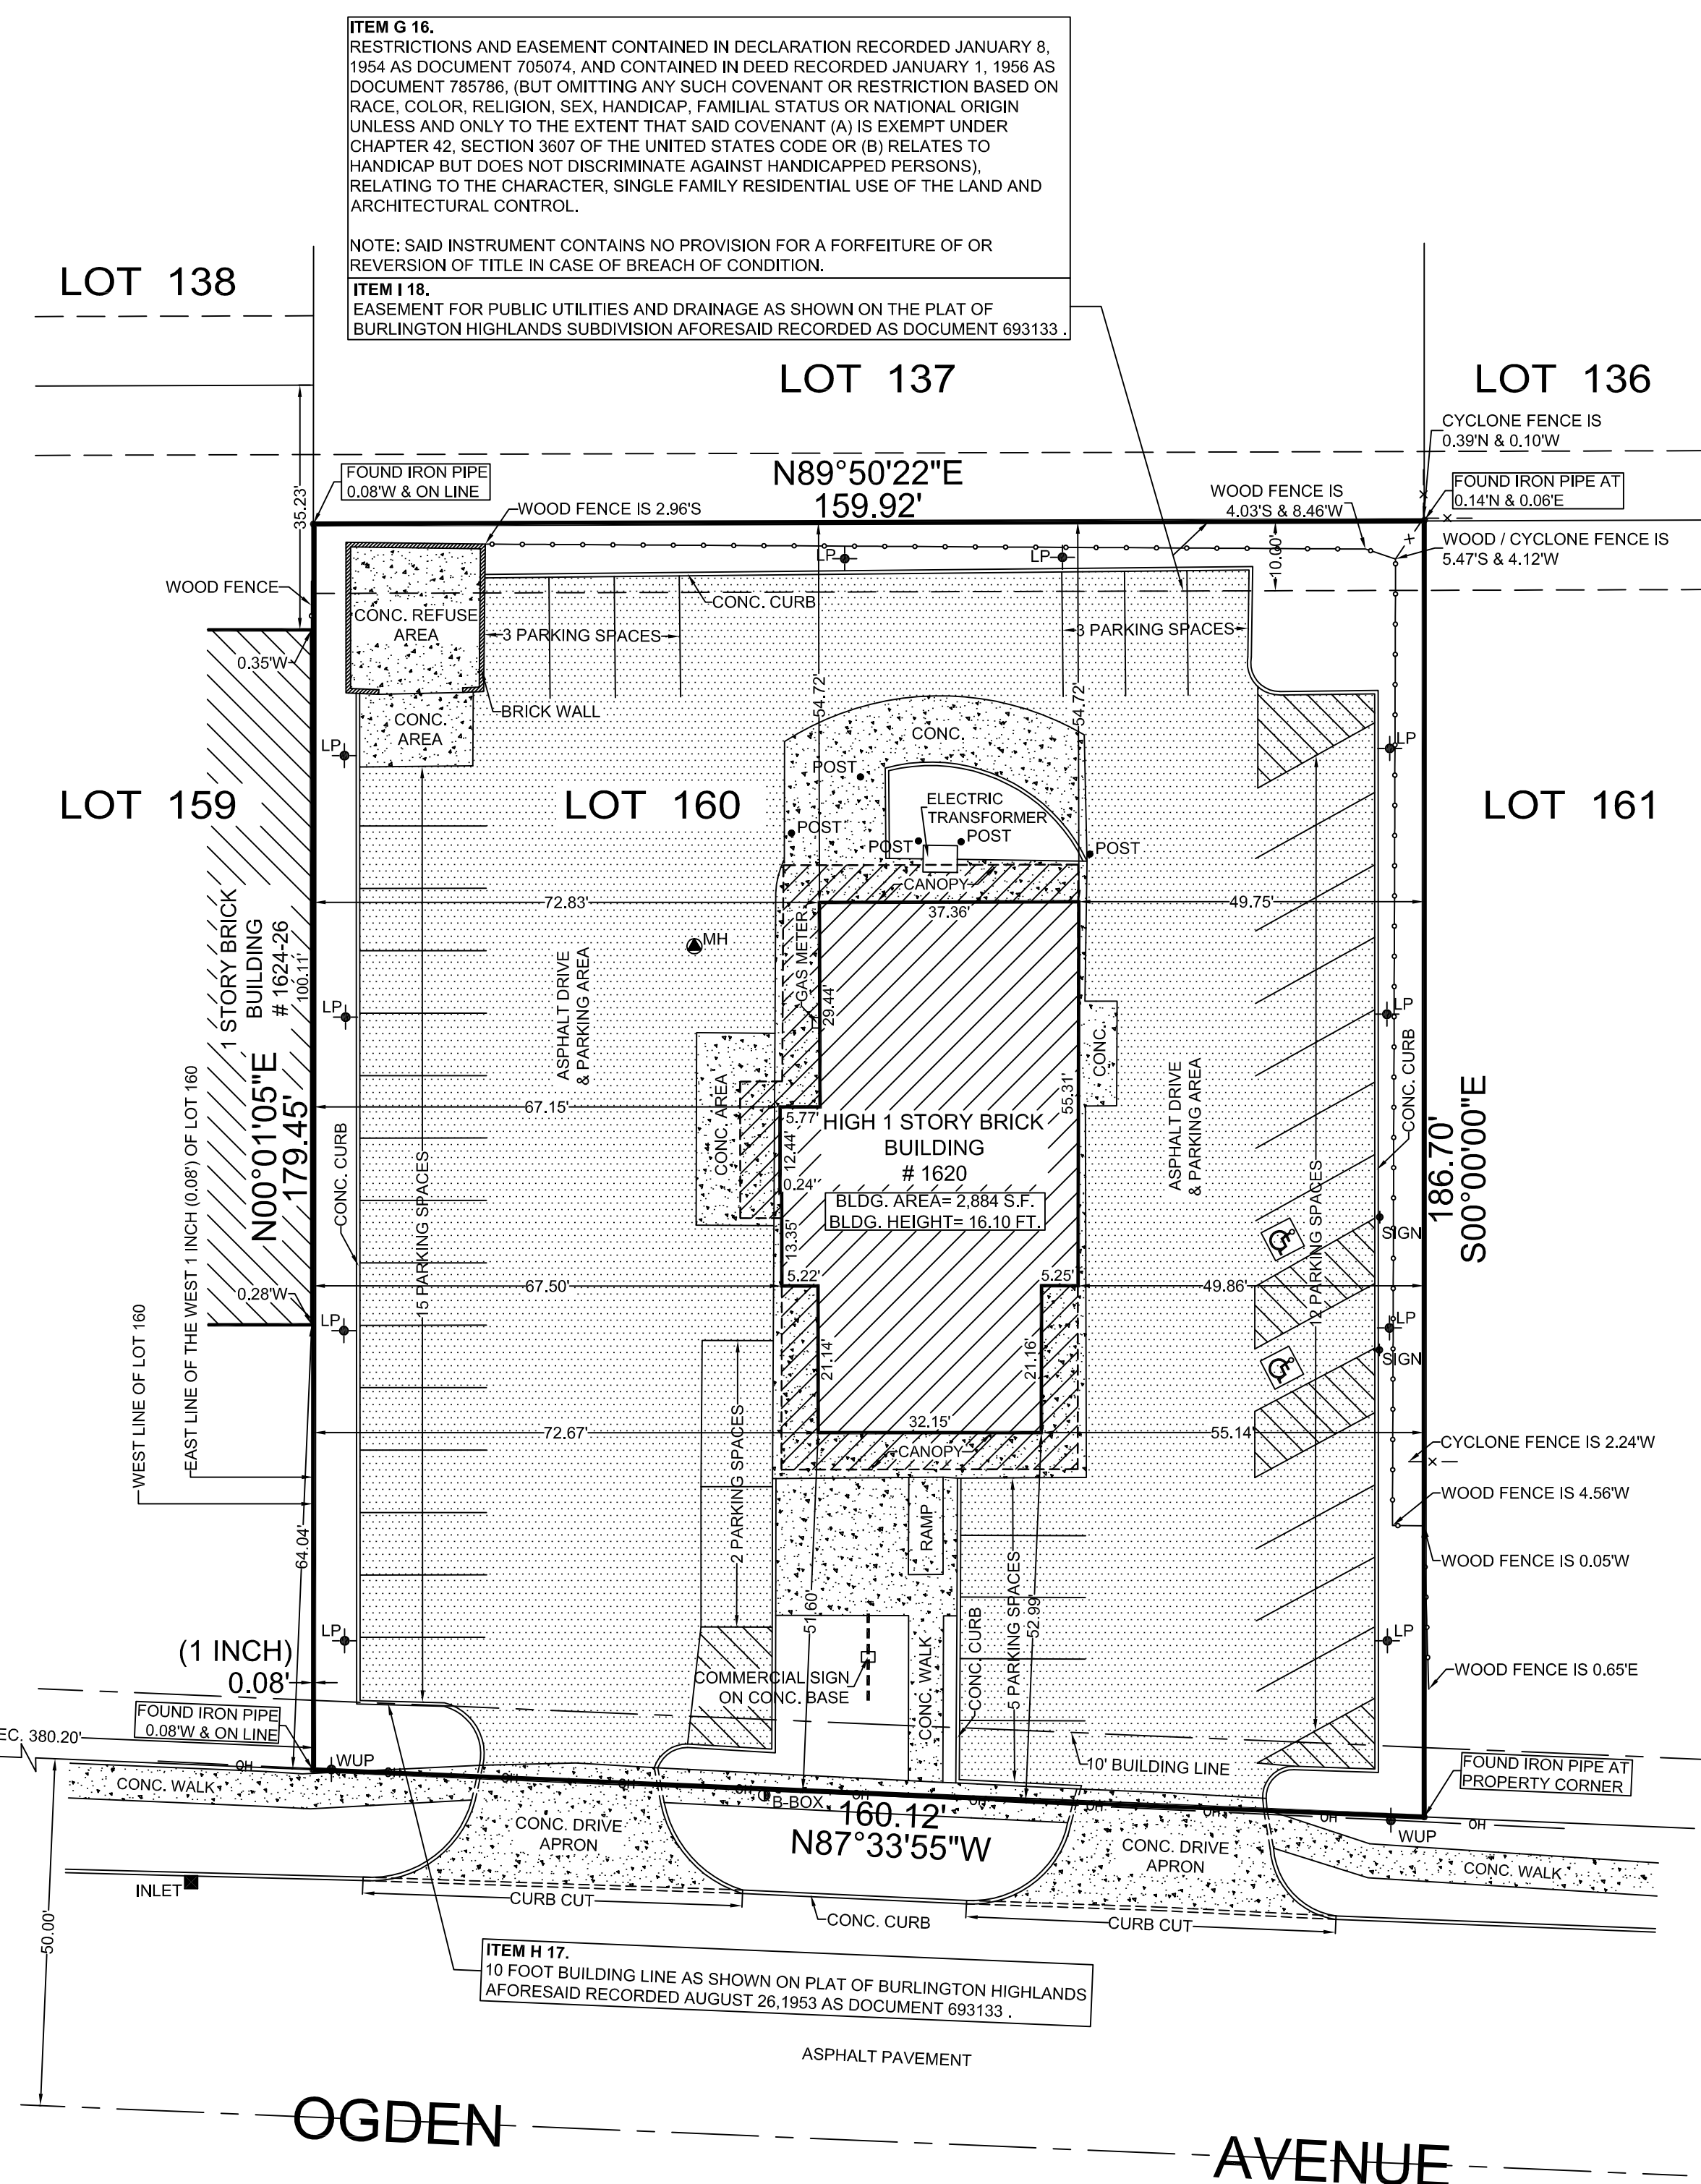 ITEM G 16.
RESTRICTIONS AND EASEMENT CONTAINED IN DECLARATION RECORDED JANUARY 8,
1954 AS DOCUMENT 705074, AND CONTAINED IN DEED RECORDED JANUARY 1, 1956 AS
DOCUMENT 785786, (BUT OMITTING ANY SUCH COVENANT OR RESTRICTION BASED ON
RACE, COLOR, RELIGION, SEX, HANDICAP, FAMILIAL STATUS OR NATIONAL ORIGIN
UNLESS AND ONLY TO THE EXTENT THAT SAID COVENANT (A) IS EXEMPT UNDER
CHAPTER 42, SECTION 3607 OF THE UNITED STATES CODE OR (B) RELATES TO
HANDICAP BUT DOES NOT DISCRIMINATE AGAINST HANDICAPPED PERSONS),
RELATING TO THE CHARACTER, SINGLE FAMILY RESIDENTIAL USE OF THE LAND AND
ARCHITECTURAL CONTROL.
NOTE: SAID INSTRUMENT CONTAINS NO PROVISION FOR A FORFEITURE OF OR
REVERSION OF TITLE IN CASE OF BREACH OF CONDITION.
ITEM I 18.
EASEMENT FOR PUBLIC UTILITIES AND DRAINAGE AS SHOWN ON THE PLAT OF
BURLINGTON HIGHLANDS SUBDIVISION AFORESAID RECORDED AS DOCUMENT 693133 .
LOT 138
LOT 137
LOT 136
CYCLONE FENCE IS
0.39'N & 0.10'W
FOUND IRON PIPE
0.08'W & ON LINE
N89°50'22"E
159.92'
WOOD FENCE IS
4.03'S & 8.46'W
FOUND IRON PIPE AT
0.14'N & 0.06'E
35.23'
WOOD FENCE IS 2.96'S
WOOD / CYCLONE FENCE IS
5.47'S & 4.12'W
LP
LP
10.00'
WOOD FENCE
CONC. CURB
CONC. REFUSE
AREA
3 PARKING SPACES
3 PARKING SPACES
0.35'W
54.72'
54.72'
BRICK WALL
CONC.
AREA
CONC.
LP
LP
POST
LOT 159
LOT 160
LOT 161
ELECTRIC
TRANSFORMER
POST
POST
POST
POST
CANOPY
72.83'
37.36'
49.75'
1 STORY BRICK
BUILDING
# 1624-26
100.11'
MH
GAS METER
29.44'
ASPHALT DRIVE
& PARKING AREA
LP
LP
CONC.
CONC. CURB
N00°01'05"E
179.45'
CONC. AREA
67.15'
5.77'
55.31'
HIGH 1 STORY BRICK
BUILDING
# 1620
BLDG. AREA= 2,884 S.F.
BLDG. HEIGHT= 16.10 FT.
12.44'
0.24'
13.35'
ASPHALT DRIVE
& PARKING AREA
186.70'
S00°00'00"E
CONC. CURB
15 PARKING SPACES
12 PARKING SPACES
SIGN
0.28'W
67.50'
5.22'
5.25'
49.86'
LP
LP
SIGN
WEST LINE OF LOT 160
EAST LINE OF THE WEST 1 INCH (0.08') OF LOT 160
21.14'
21.16'
2 PARKING SPACES
72.67'
32.15'
55.14'
CANOPY
CYCLONE FENCE IS 2.24'W
WOOD FENCE IS 4.56'W
64.04'
RAMP
WOOD FENCE IS 0.05'W
51.60'
52.99'
5 PARKING SPACES
CONC. CURB
CONC. WALK
LP
LP
(1 INCH)
0.08'
COMMERCIAL SIGN
ON CONC. BASE
WOOD FENCE IS 0.65'E
FOUND IRON PIPE
0.08'W & ON LINE
EC. 380.20'
10' BUILDING LINE
FOUND IRON PIPE AT
PROPERTY CORNER
OH
WUP
OH
OH
OH
OH
OH
OH
OH
OH
OH
OH
CONC. WALK
B-BOX
160.12'
N87°33'55"W
WUP
CONC. DRIVE
APRON
CONC. DRIVE
APRON
CONC. WALK
INLET
CURB CUT
CONC. CURB
CURB CUT
50.00'
ITEM H 17.
10 FOOT BUILDING LINE AS SHOWN ON PLAT OF BURLINGTON HIGHLANDS
AFORESAID RECORDED AUGUST 26,1953 AS DOCUMENT 693133 .
ASPHALT PAVEMENT
OGDEN AVENUE